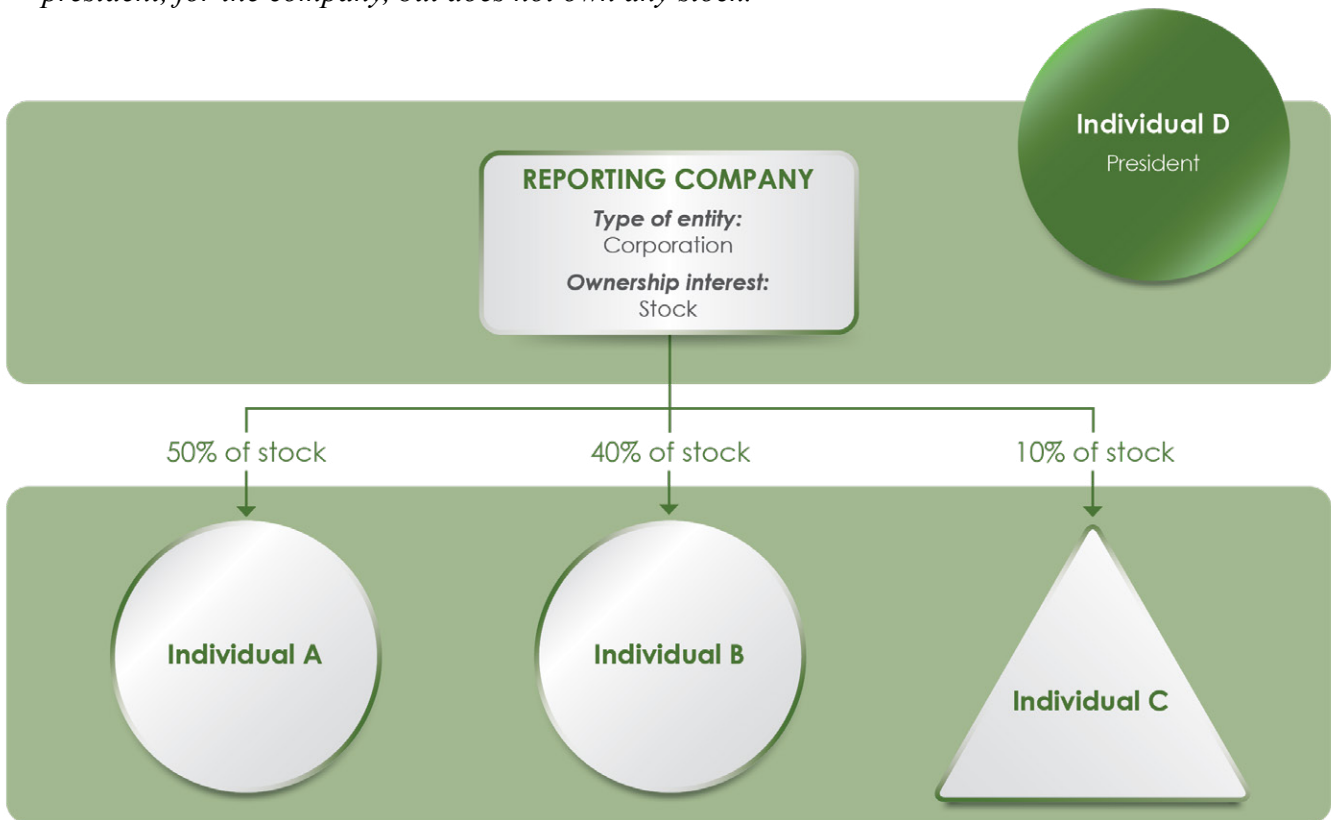 president, for the company, but does not own any stock.
Individual D
President
REPORTING COMPANY
Type of entity:
Corporation
Ownership interest:
Stock
50% of stock
40% of stock
10% of stock
Individual A
Individual B
Individual C